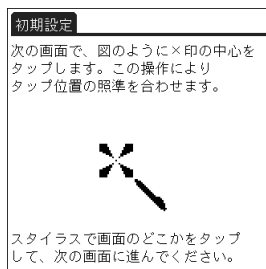 初期設定
次の画面で、図のように×印の中心を
タップします。この操作により
タップ位置の照準を合わせます。
スタイラスで画面のどこかをタップ
して、次の画面に進んでください。